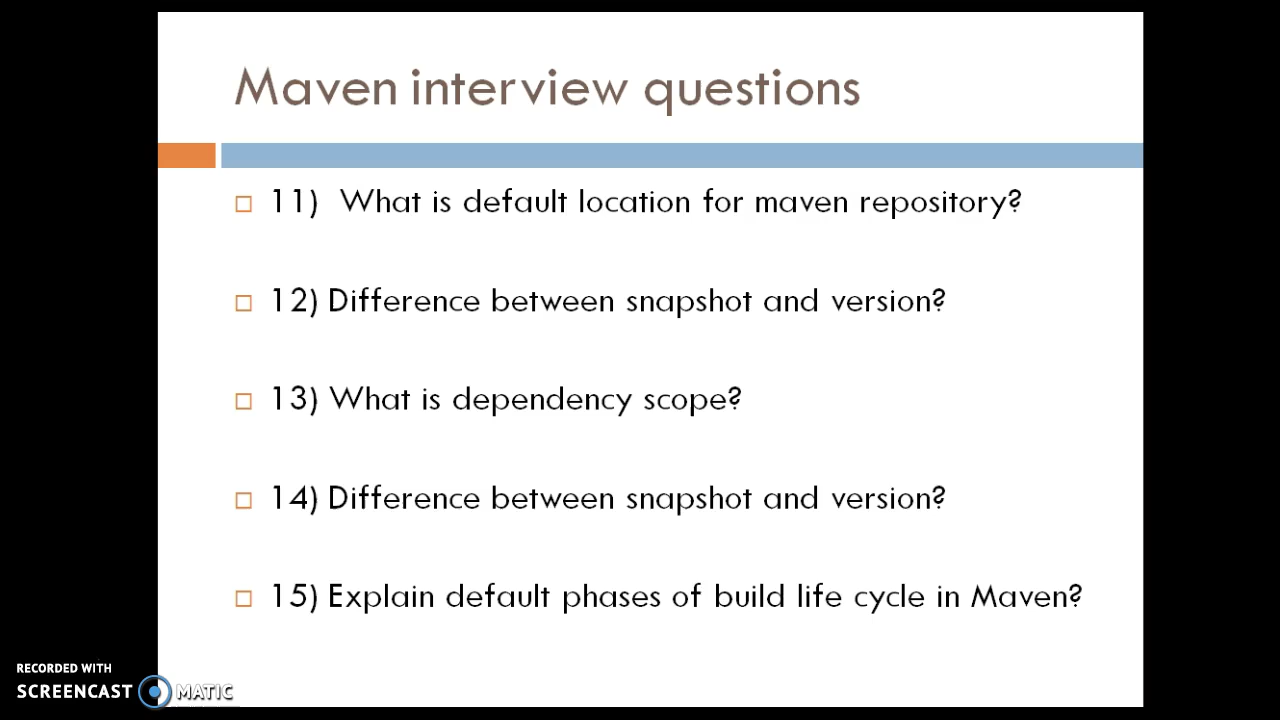 Maven interview questions
11) What is default location for maven repository?
12) Difference between snapshot and version?
13) What is dependency scope?
14) Difference between snapshot and version?
15) Explain default phases of build life cycle in Maven?
RECORDED WITH
SCREENCAST MATIC